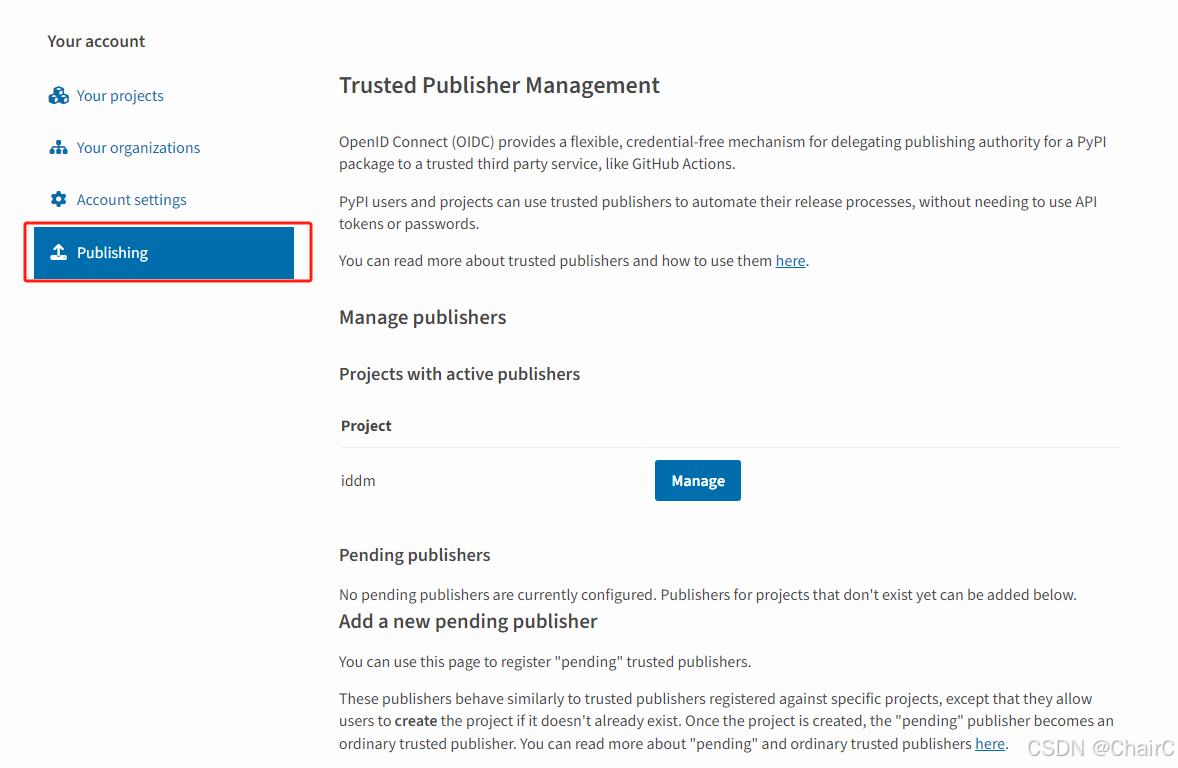 Your account
Your projects
Your organizations
Account settings
Publishing
Trusted Publisher Management
OpenID Connect (OIDC) provides a flexible, credential-free mechanism for delegating publishing authority for a PyPI
package to a trusted third party service, like GitHub Actions.
PyPI users and projects can use trusted publishers to automate their release processes, without needing to use API
tokens or passwords.
You can read more about trusted publishers and how to use them here.
Manage publishers
Projects with active publishers
Project
iddm
Manage
Pending publishers
No pending publishers are currently configured. Publishers for projects that don't exist yet can be added below.
Add a new pending publisher
You can use this page to register "pending" trusted publishers.
These publishers behave similarly to trusted publishers registered against specific projects, except that they allow
users to create the project if it doesn't already exist. Once the project is created, the "pending" publisher becomes an
ordinary trusted publisher. You can read more about "pending" and ordinary trusted publishers here.
CSDN @ChairC